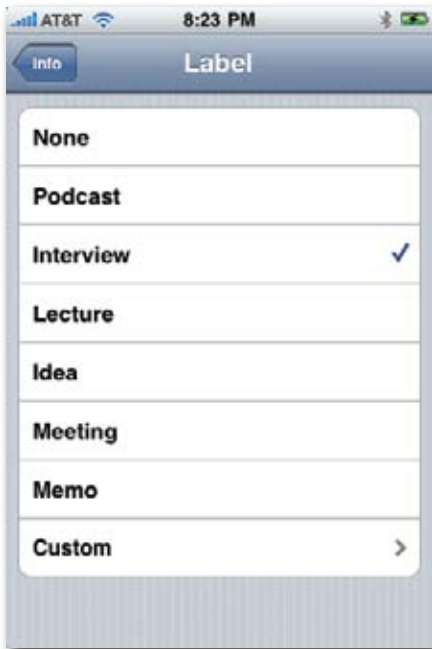 AT&T 8:23 PM
Info Label
None
Podcast
Interview
Lecture
Idea
Meeting
Memo
Custom